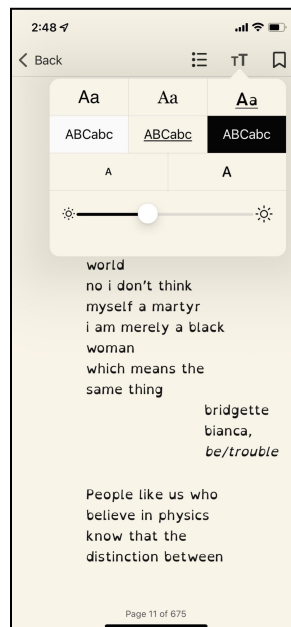 2:48
Back
TT
Aa Aa Aa
ABCabc ABCabc ABCabc
A A
world
no i don't think
myself a martyr
i am merely a black
woman
which means the
same thing
bridgette
bianca,
be/trouble
People like us who
believe in physics
know that the
distinction between
Page 11 of 675